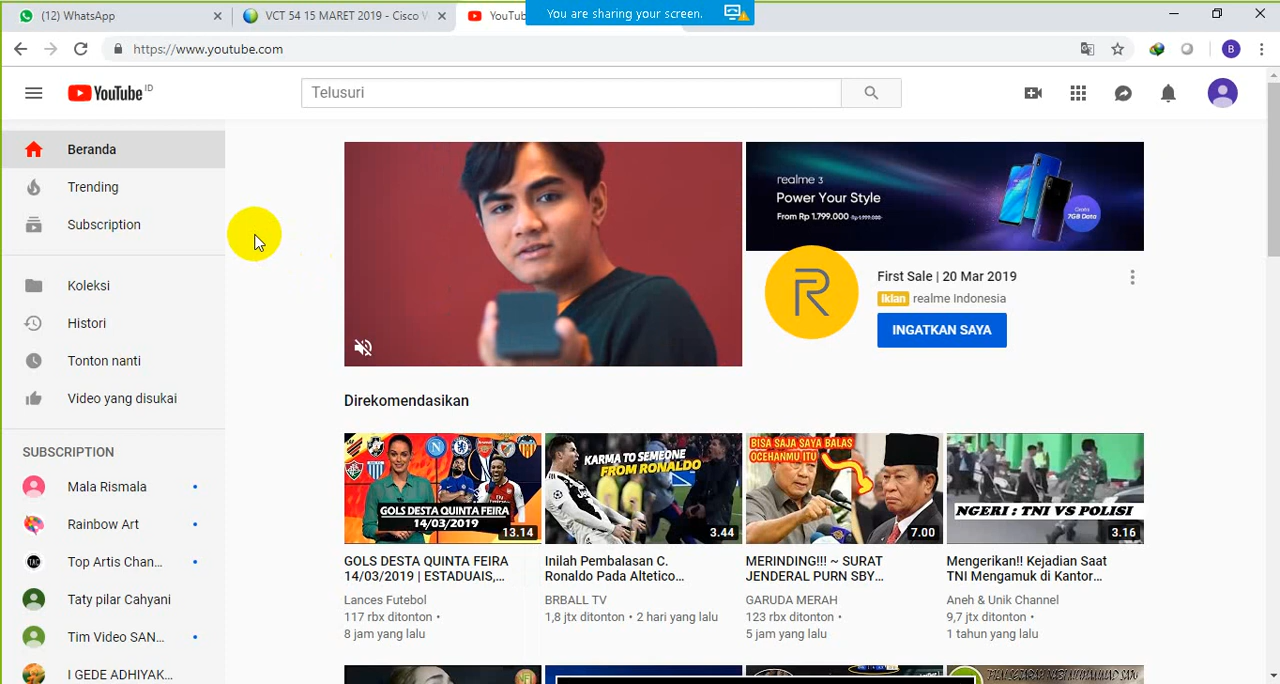 (12) WhatsApp
VCT 54 15 MARET 2019 - Cisco W
YouTub
You are sharing your screen.
https://www.youtube.com
B
YouTube ID
Telusuri
Beranda
Trending
Subscription
Koleksi
Histori
Tonton nanti
Video yang disukai
SUBSCRIPTION
Mala Rismala
Rainbow Art
Top Artis Chan...
Taty pilar Cahyani
Tim Video SAN...
I GEDE ADHIYAK...
realme 3
Power Your Style
From Rp 1.799.000 Rp 1.999.000
7GB Data
R
First Sale | 20 Mar 2019
Iklan realme Indonesia
INGATKAN SAYA
Direkomendasikan
GOLS DESTA QUINTA FEIRA
14/03/2019
13.14
GOLS DESTA QUINTA FEIRA
14/03/2019 | ESTADUAIS,...
Lances Futebol
117 rbx ditonton •
8 jam yang lalu
KARMA TO SEMEONE
FROM RONALDO
3.44
Inilah Pembalasan C.
Ronaldo Pada Altetico...
BRBALL TV
1,8 jtx ditonton • 2 hari yang lalu
BISA SAJA SAYA BALAS
OCEHANMU ITU
7.00
MERINDING!!! ~ SURAT
JENDERAL PURN SBY...
GARUDA MERAH
123 rbx ditonton •
5 jam yang lalu
NGERI : TNI VS POLISI
3.16
Mengerikan!! Kejadian Saat
TNI Mengamuk di Kantor...
Aneh & Unik Channel
9,7 jtx ditonton •
1 tahun yang lalu